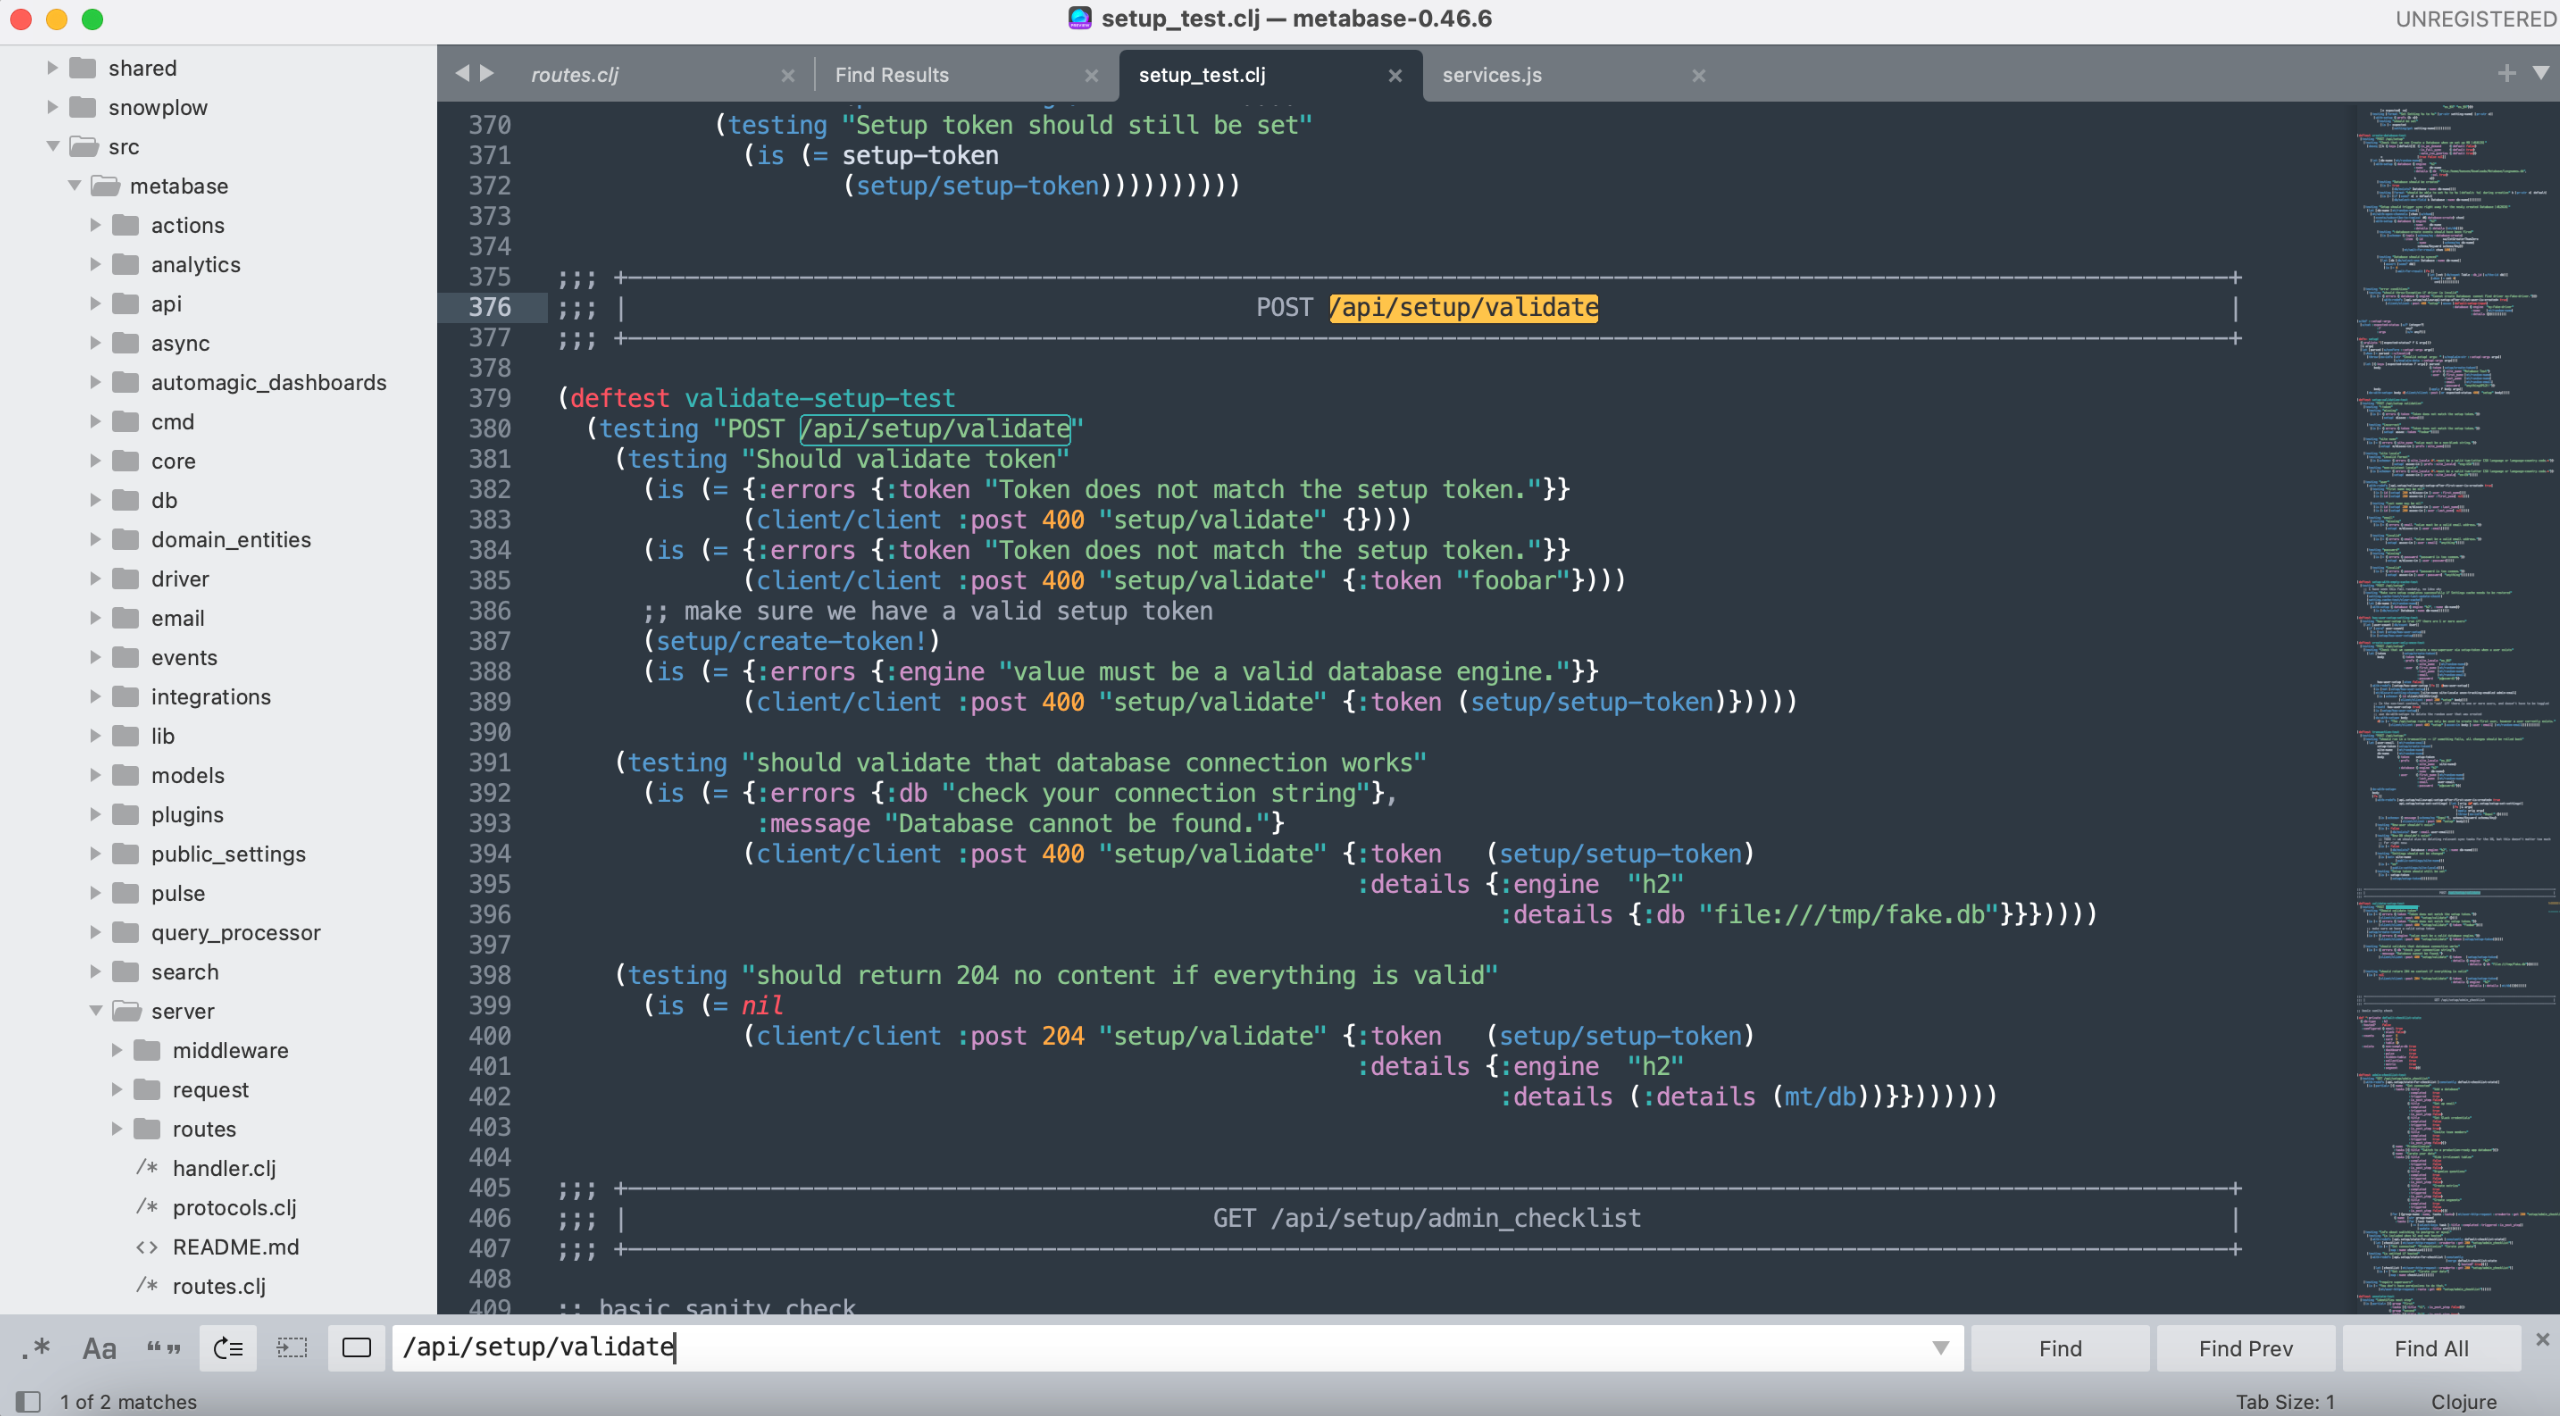 setup_test.clj — metabase-0.46.6
UNREGISTERED
shared
snowplow
src
metabase
actions
analytics
api
async
automagic_dashboards
cmd
core
db
domain_entities
driver
email
events
integrations
lib
models
plugins
public_settings
pulse
query_processor
search
server
middleware
request
routes
/* handler.clj
/* protocols.clj
<> README.md
/* routes.clj
routes.clj
Find Results
setup_test.clj
services.js
370 (testing "Setup token should still be set"
371 (is (= setup-token
372 (setup/setup-token))))))))))
373
374
375 ;;; +----------------------------------------------------------------------------------------------------------------+
376 ;;; | POST /api/setup/validate |
377 ;;; +----------------------------------------------------------------------------------------------------------------+
378
379 (deftest validate-setup-test
380 (testing "POST /api/setup/validate"
381 (testing "Should validate token"
382 (is (= {:errors {:token "Token does not match the setup token."}}
383 (client/client :post 400 "setup/validate" {})))
384 (is (= {:errors {:token "Token does not match the setup token."}}
385 (client/client :post 400 "setup/validate" {:token "foobar"})))
386 ;; make sure we have a valid setup token
387 (setup/create-token!)
388 (is (= {:errors {:engine "value must be a valid database engine."}}
389 (client/client :post 400 "setup/validate" {:token (setup/setup-token)}))))
390
391 (testing "should validate that database connection works"
392 (is (= {:errors {:db "check your connection string"},
393 :message "Database cannot be found."}
394 (client/client :post 400 "setup/validate" {:token (setup/setup-token)
395 :details {:engine "h2"
396 :details {:db "file:///tmp/fake.db"}}}))))
397
398 (testing "should return 204 no content if everything is valid"
399 (is (= nil
400 (client/client :post 204 "setup/validate" {:token (setup/setup-token)
401 :details {:engine "h2"
402 :details (:details (mt/db))}}))))))
403
404
405 ;;; +----------------------------------------------------------------------------------------------------------------+
406 ;;; | GET /api/setup/admin_checklist |
407 ;;; +----------------------------------------------------------------------------------------------------------------+
408
409 ;; basic sanity check
.* Aa “ ” /api/setup/validate Find Find Prev Find All
1 of 2 matches
Tab Size: 1
Clojure